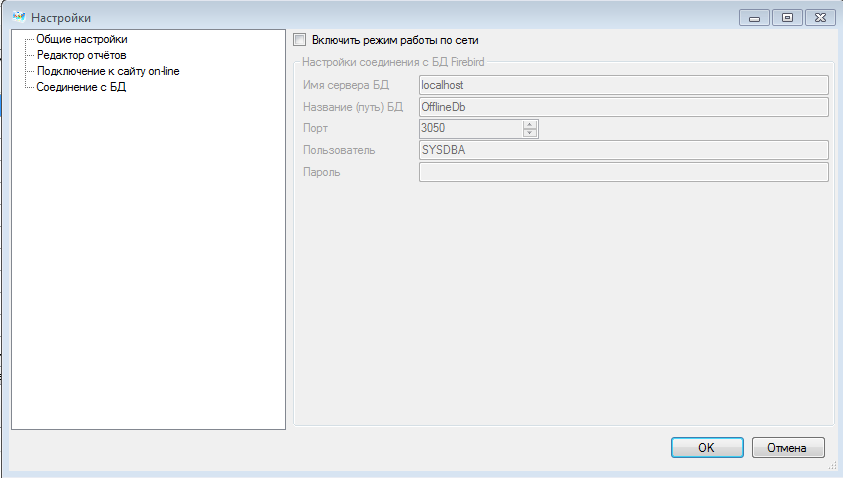 Настройки
Общие настройки
Редактор отчётов
Подключение к сайту on-line
Соединение с БД
Включить режим работы по сети
Настройки соединения с БД Firebird
Имя сервера БД localhost
Название (путь) БД OfflineDb
Порт 3050
Пользователь SYSDBA
Пароль
OK Отмена